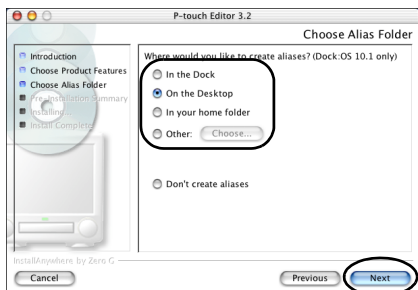 P-touch Editor 3.2
Choose Alias Folder
Introduction
Choose Product Features
Choose Alias Folder
Pre-Installation Summary
Installing...
Install Complete
Where would you like to create aliases? (Dock:OS 10.1 only)
In the Dock
On the Desktop
In your home folder
Other: Choose...
Don't create aliases
InstallAnywhere by Zero G
Cancel Previous Next